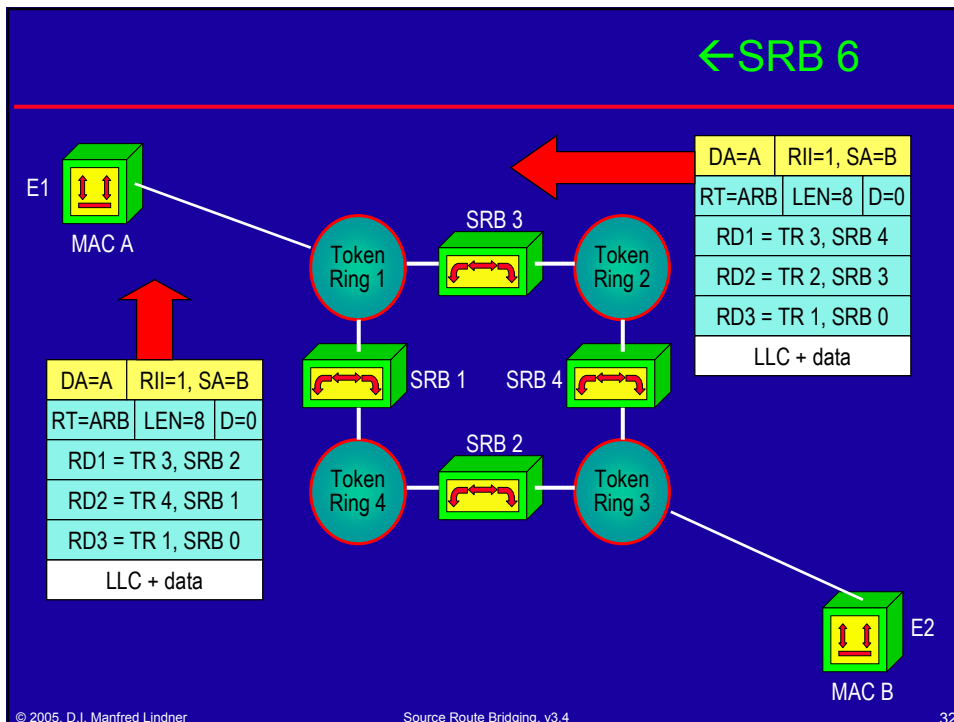 ←SRB 6
E1
MAC A
Token
Ring 1
SRB 3
Token
Ring 2
DA=A RII=1, SA=B
RT=ARB LEN=8 D=0
RD1 = TR 3, SRB 4
RD2 = TR 2, SRB 3
RD3 = TR 1, SRB 0
LLC + data
SRB 1
SRB 4
DA=A RII=1, SA=B
RT=ARB LEN=8 D=0
RD1 = TR 3, SRB 2
RD2 = TR 4, SRB 1
RD3 = TR 1, SRB 0
LLC + data
Token
Ring 4
SRB 2
Token
Ring 3
E2
MAC B
© 2005, D.I. Manfred Lindner
Source Route Bridging, v3.4
32